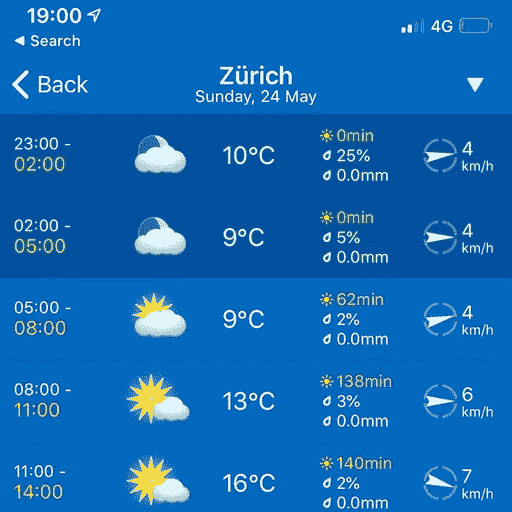 19:00
4G
Search
Back
Zürich
Sunday, 24 May
23:00 -
02:00
10°C
0min
25%
0.0mm
4
km/h
02:00 -
05:00
9°C
0min
5%
0.0mm
4
km/h
05:00 -
08:00
9°C
62min
2%
0.0mm
4
km/h
08:00 -
11:00
13°C
138min
3%
0.0mm
6
km/h
11:00 -
14:00
16°C
140min
2%
0.0mm
7
km/h